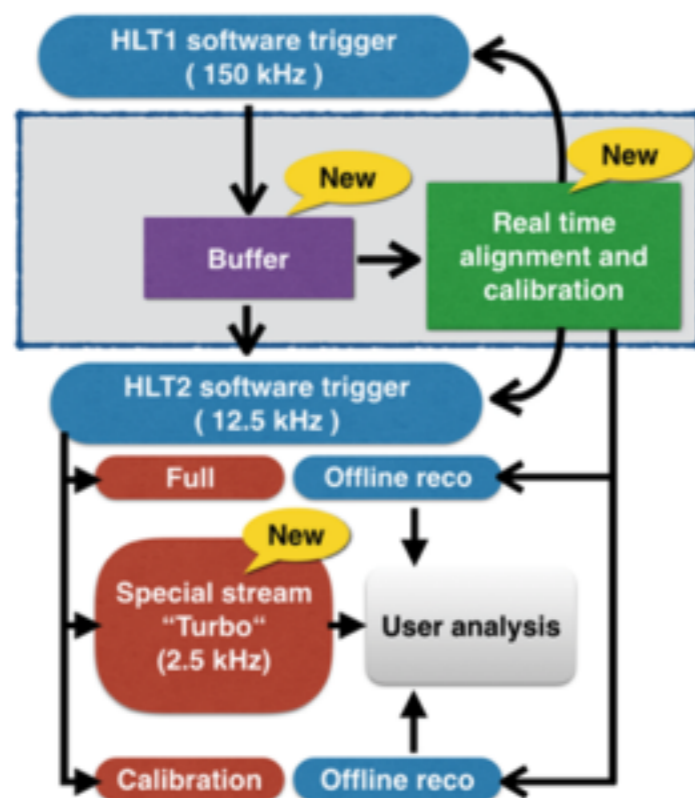 HLT1 software trigger
( 150 kHz )
New
New
Buffer
Real time
alignment and
calibration
HLT2 software trigger
( 12.5 kHz )
Full
Offline reco
New
Special stream
“Turbo“
(2.5 kHz)
User analysis
Calibration
Offline reco